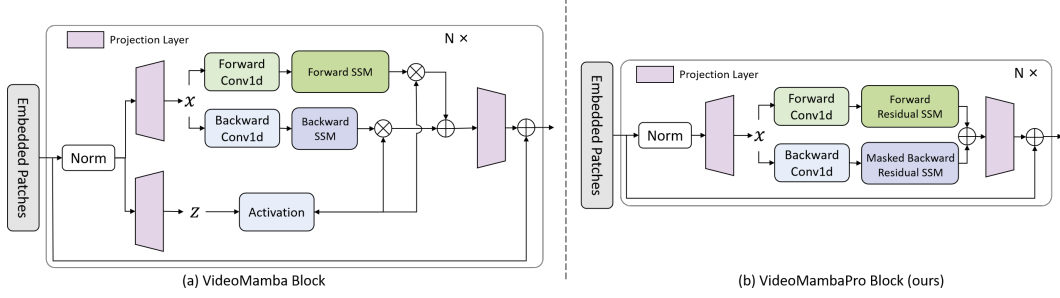 Projection Layer
N ×
Embedded Patches
Norm
x
Forward
Conv1d
Forward SSM
Backward
Conv1d
Backward
SSM
z
Activation
(a) VideoMamba Block
Projection Layer
N ×
Embedded Patches
Norm
x
Forward
Conv1d
Forward
Residual SSM
Backward
Conv1d
Masked Backward
Residual SSM
(b) VideoMambaPro Block (ours)